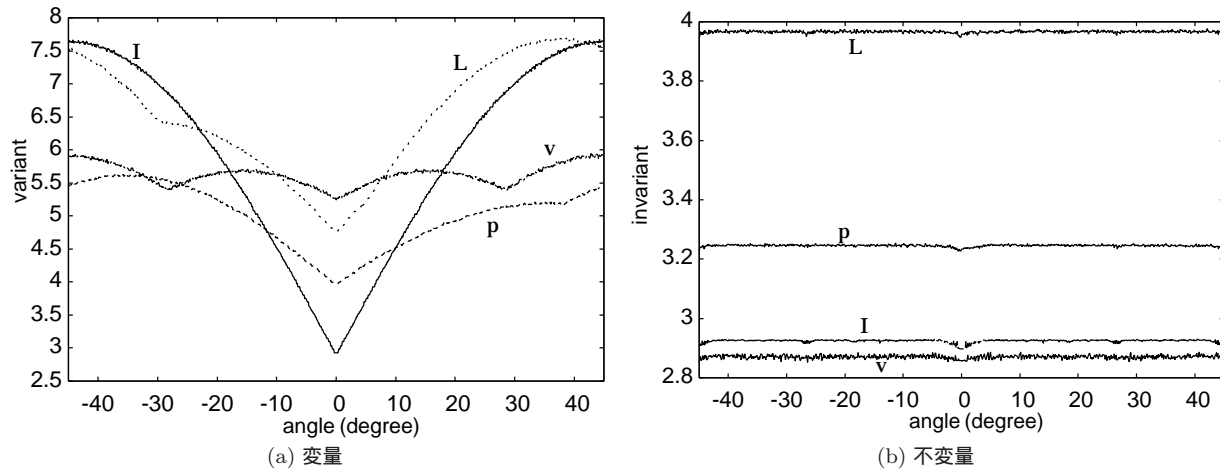 8
7.5
7
6.5
6
5.5
5
4.5
4
3.5
3
2.5
variant
I
L
v
p
-40 -30 -20 -10 0 10 20 30 40
angle (degree)
(a) 变量
4
3.8
3.6
3.4
3.2
3
2.8
invariant
L
p
I
v
-40 -30 -20 -10 0 10 20 30 40
angle (degree)
(b) 不变量